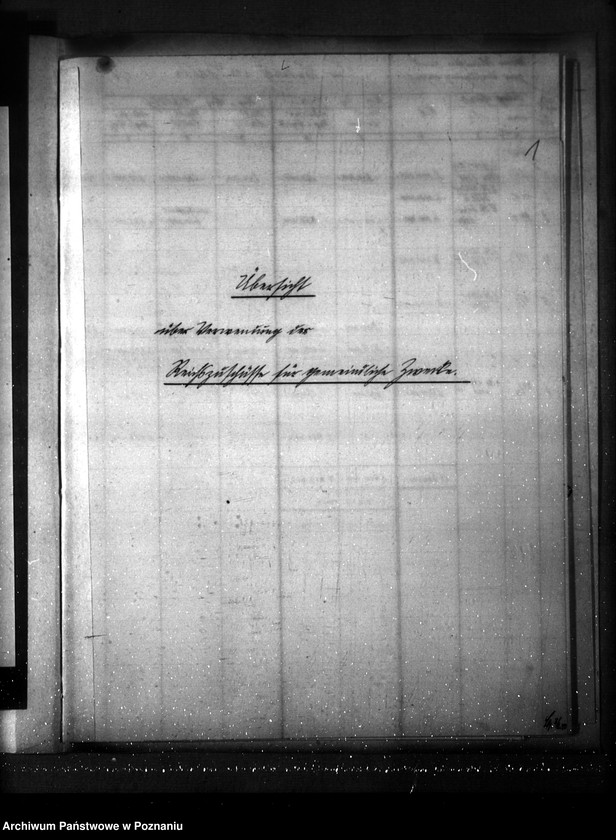 1
Übersicht
über Verwendung der
Reichszuschüsse für gemeindliche Zwecke.
Archiwum Państwowe w Poznaniu